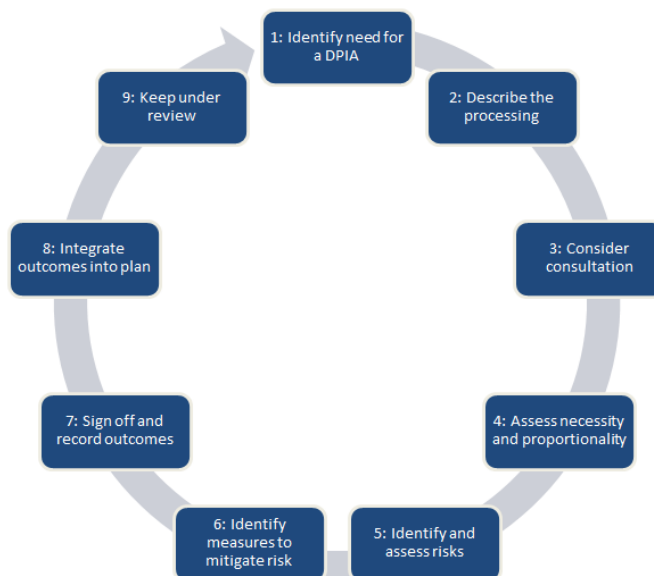 1: Identify need for
a DPIA
2: Describe the
processing
3: Consider
consultation
4: Assess necessity
and proportionality
5: Identify and
assess risks
6: Identify
measures to
mitigate risk
7: Sign off and
record outcomes
8: Integrate
outcomes into plan
9: Keep under
review